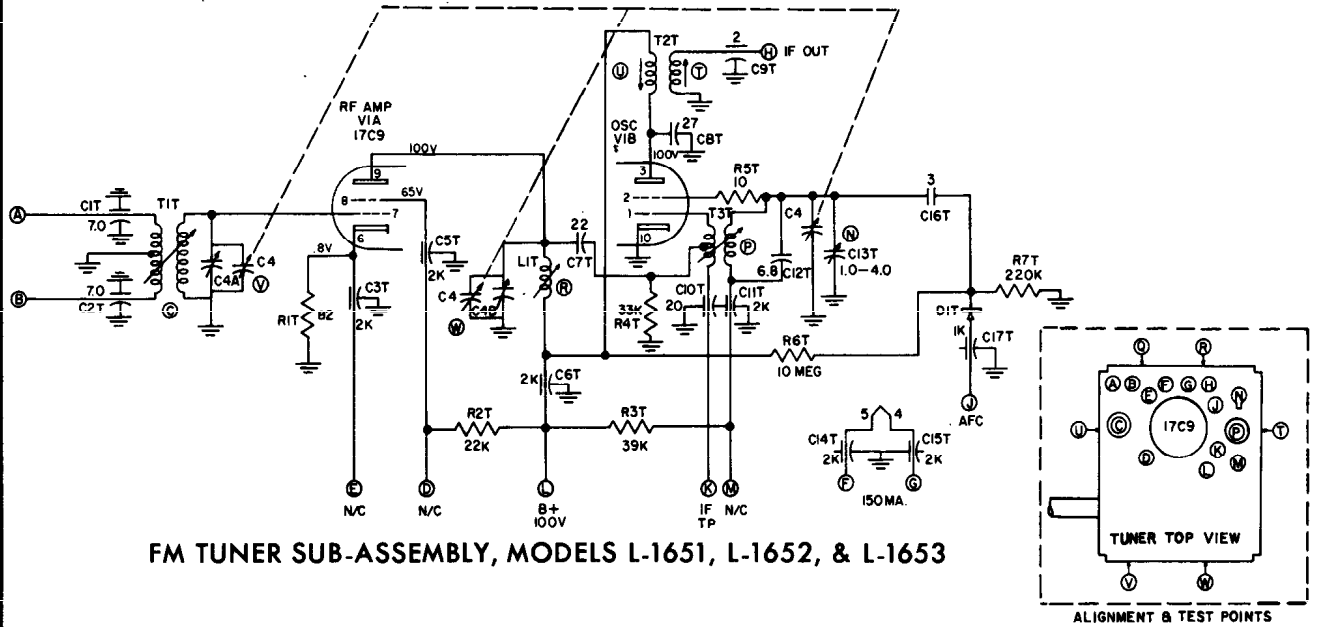 T2T
2
H IF OUT
U
T
C9T
RF AMP
V1A
17C9
OSC
V1B
27
C8T
100V
9
100V
3
R5T
10
3
C16T
8
65V
7
2
1
T3T
C4
A
C1T
7.0
T1T
6
8V
10
P
N
C13T
1.0-4.0
C5T
2K
22
C7T
L1T
R
C4
C4A
V
C4
C4B
W
6.8
C12T
B
7.0
C2T
C
R1T
82
C3T
2K
33K
R4T
C10T
20
C11T
2K
R7T
220K
D1T
1K
C17T
R6T
10 MEG
2K
C6T
J
AFC
R2T
22K
R3T
39K
5 4
C14T
2K
C15T
2K
F
G
150MA.
E
N/C
D
N/C
L
B+
100V
K
IF
TP
M
N/C
FM TUNER SUB-ASSEMBLY, MODELS L-1651, L-1652, & L-1653
Q
R
A B E F G H
J
N
U
C
17C9
P
T
D
K
L
M
TUNER TOP VIEW
V
W
ALIGNMENT & TEST POINTS